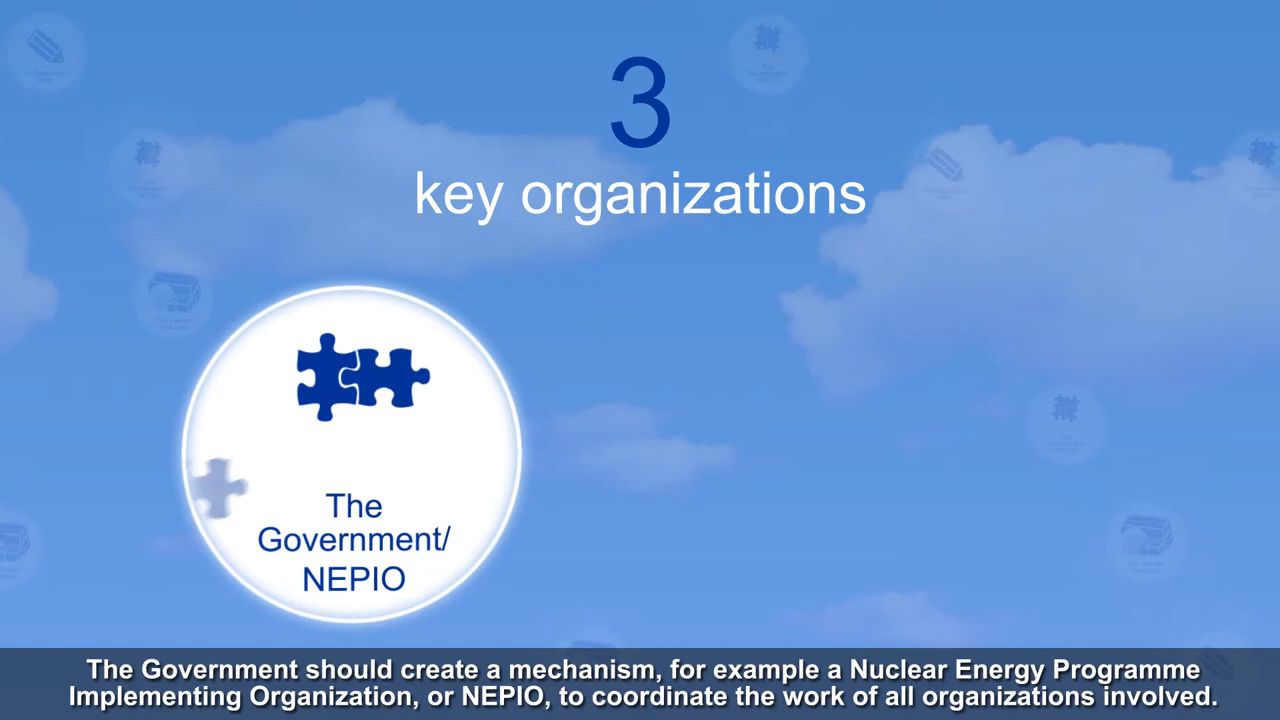 3
key organizations
The
Government/
NEPIO
The Government should create a mechanism, for example a Nuclear Energy Programme
Implementing Organization, or NEPIO, to coordinate the work of all organizations involved.